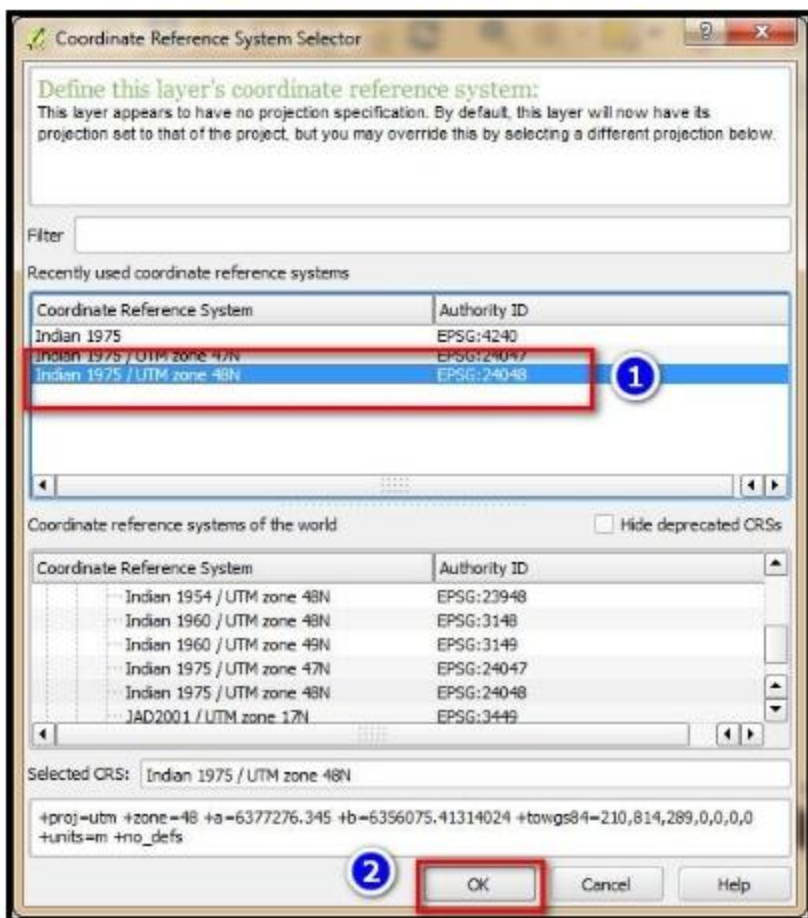 Coordinate Reference System Selector
Define this layer's coordinate reference system:
This layer appears to have no projection specification. By default, this layer will now have its
projection set to that of the project, but you may override this by selecting a different projection below.
Filter
Recently used coordinate reference systems
Coordinate Reference System Authority ID
Indian 1975 EPSG:4240
Indian 1975 / UTM zone 47N EPSG:24047
Indian 1975 / UTM zone 48N EPSG:24048
1
Coordinate reference systems of the world Hide deprecated CRSs
Coordinate Reference System Authority ID
Indian 1954 / UTM zone 48N EPSG:23948
Indian 1960 / UTM zone 48N EPSG:3148
Indian 1960 / UTM zone 49N EPSG:3149
Indian 1975 / UTM zone 47N EPSG:24047
Indian 1975 / UTM zone 48N EPSG:24048
JAD2001 / UTM zone 17N EPSG:3449
Selected CRS: Indian 1975 / UTM zone 48N
+proj=utm +zone=48 +a=6377276.345 +b=6356075.41314024 +towgs84=210,814,289,0,0,0,0
+units=m +no_defs
2
OK Cancel Help